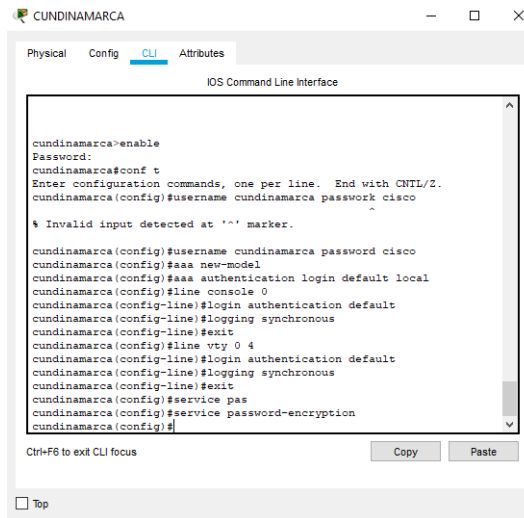 CUNDINAMARCA
Physical Config CLI Attributes
IOS Command Line Interface
cundinamarca>enable
Password:
cundinamarca#conf t
Enter configuration commands, one per line. End with CNTL/Z.
cundinamarca(config)#username cundinamarca passwork cisco
^
% Invalid input detected at '^' marker.
cundinamarca(config)#username cundinamarca password cisco
cundinamarca(config)#aaa new-model
cundinamarca(config)#aaa authentication login default local
cundinamarca(config)#line console 0
cundinamarca(config-line)#login authentication default
cundinamarca(config-line)#logging synchronous
cundinamarca(config-line)#exit
cundinamarca(config)#line vty 0 4
cundinamarca(config-line)#login authentication default
cundinamarca(config-line)#logging synchronous
cundinamarca(config-line)#exit
cundinamarca(config)#service pas
cundinamarca(config)#service password-encryption
cundinamarca(config)#
Ctrl+F6 to exit CLI focus
Copy Paste
Top